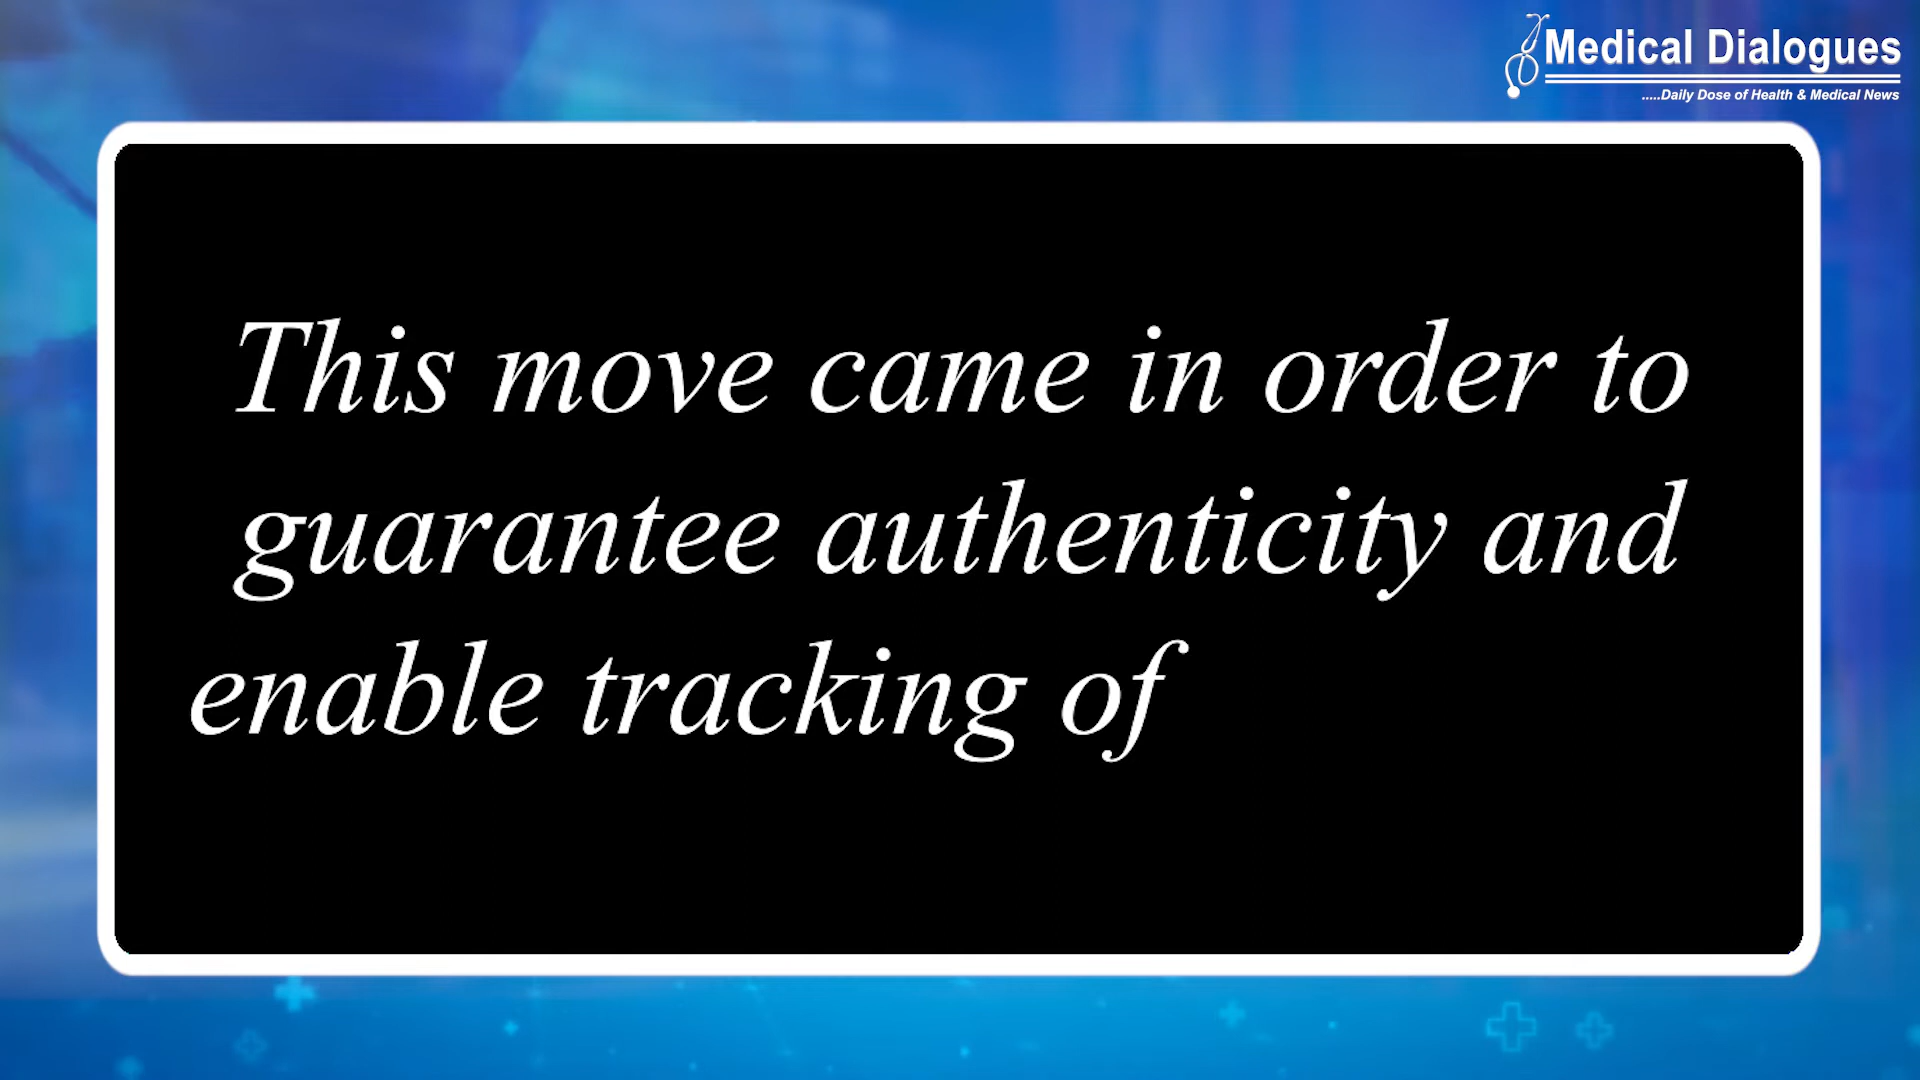 Medical Dialogues
.....Daily Dose of Health & Medical News
This move came in order to
guarantee authenticity and
enable tracking of